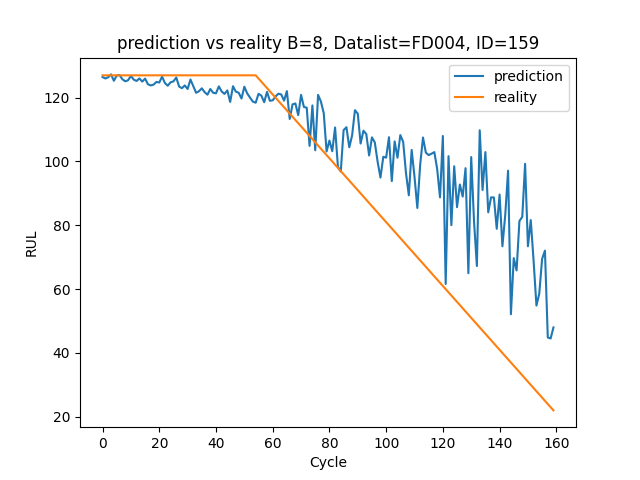 prediction vs reality B=8, Datalist=FD004, ID=159
prediction
reality
RUL
120
100
80
60
40
20
0 20 40 60 80 100 120 140 160
Cycle